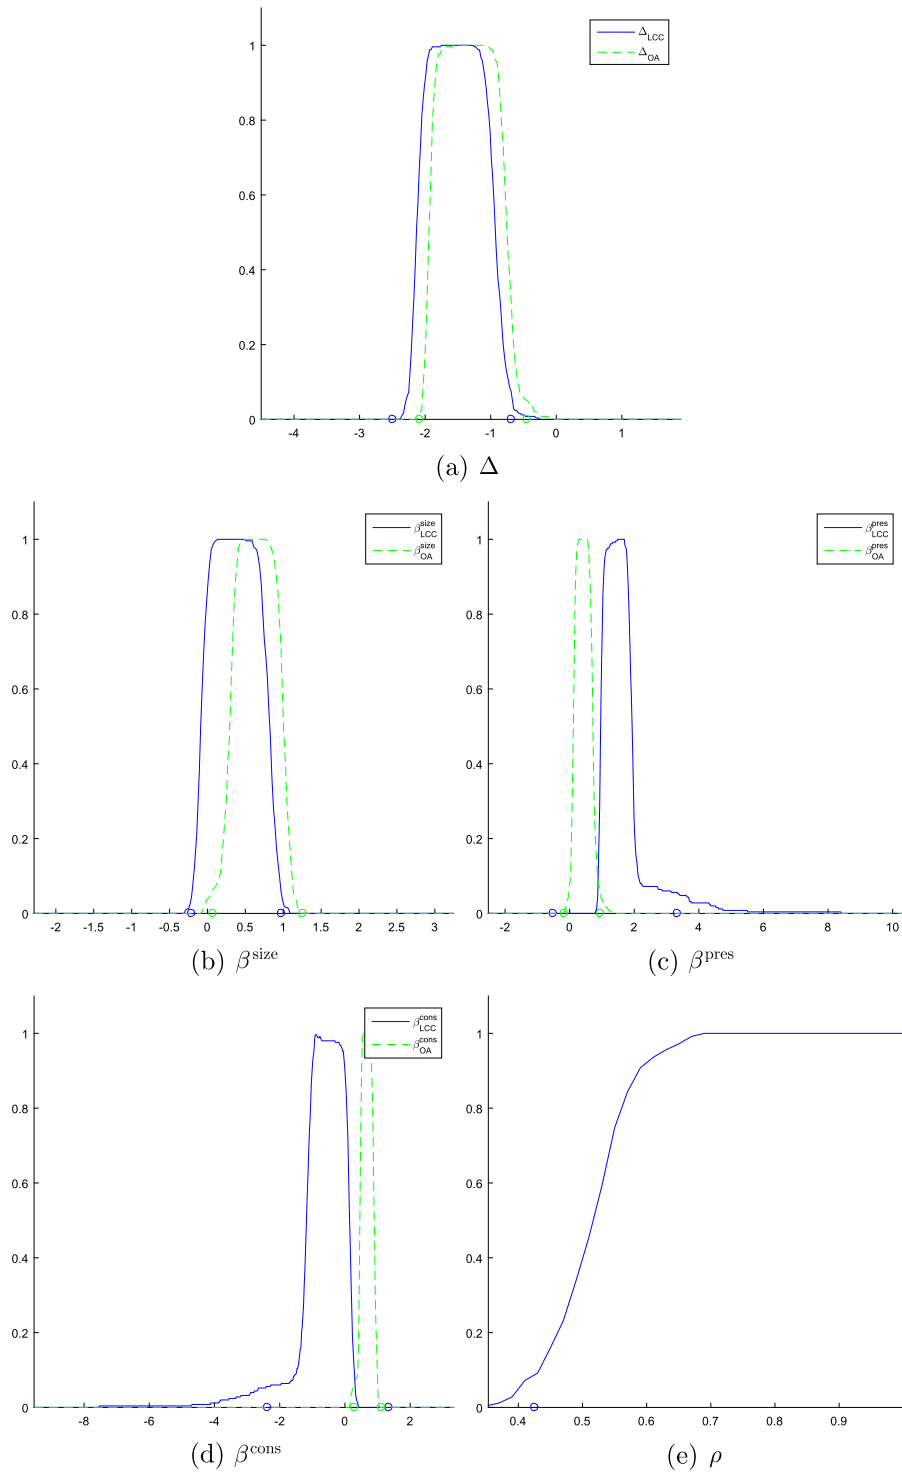 1
0.8
0.6
0.4
0.2
0
-4 -3 -2 -1 0 1
Δ_LCC
Δ_OA
(a) Δ
1
0.8
0.6
0.4
0.2
0
-2 -1.5 -1 -0.5 0 0.5 1 1.5 2 2.5 3
β^size_LCC
β^size_OA
(b) β^size
1
0.8
0.6
0.4
0.2
0
-2 0 2 4 6 8 10
β^pres_LCC
β^pres_OA
(c) β^pres
1
0.8
0.6
0.4
0.2
0
-8 -6 -4 -2 0 2
β^cons_LCC
β^cons_OA
(d) β^cons
1
0.8
0.6
0.4
0.2
0
0.4 0.5 0.6 0.7 0.8 0.9
(e) ρ